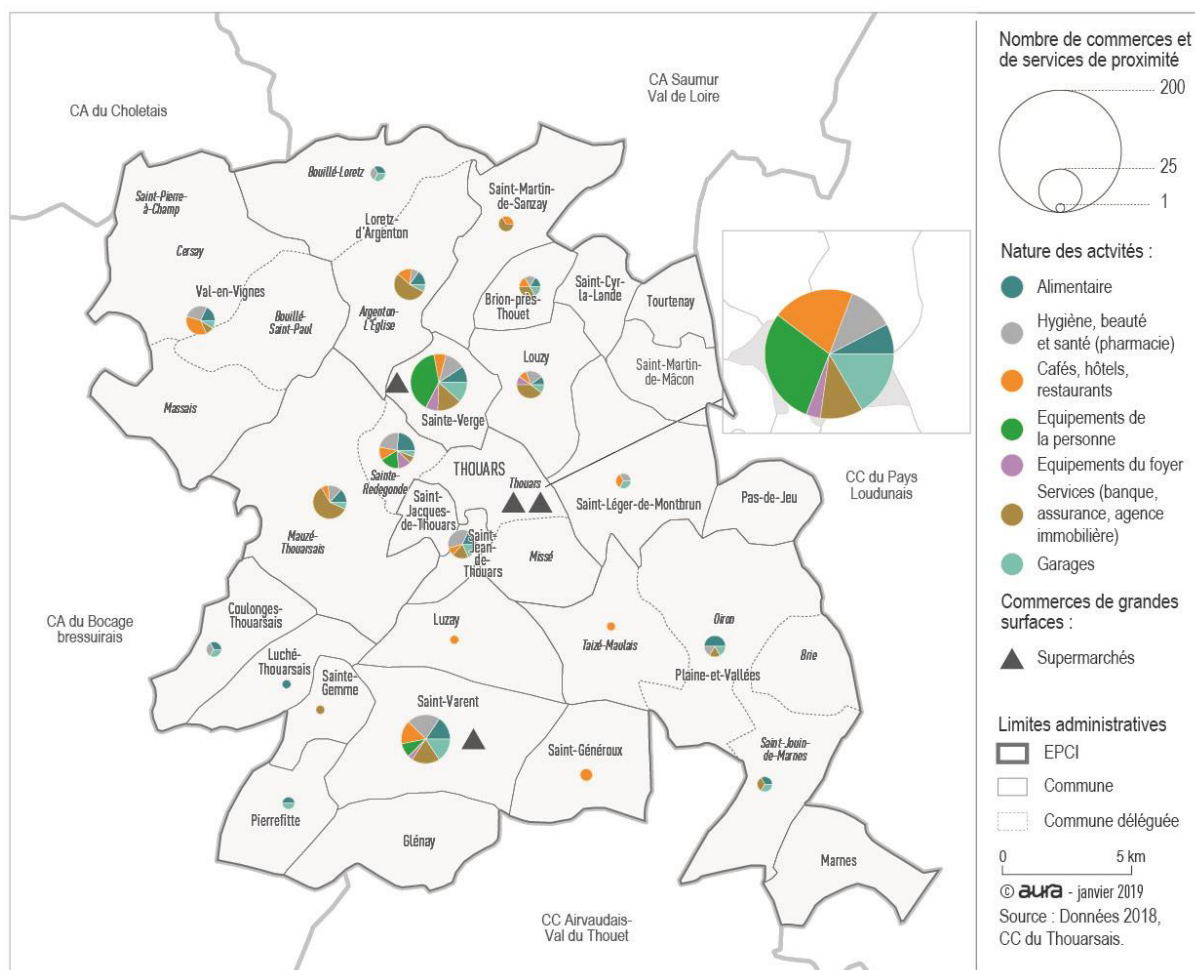 CA du Choletais
CA Saumur
Val de Loire
Bouillé-Loretz
Saint-Martin-
de-Sanzay
Saint-Pierre-
à-Champ
Loretz-
d'Argenton
Cersay
Val-en-Vignes
Bouillé-
Saint-Paul
Argenton-
L'Eglise
Brion-près-
Thouet
Saint-Cyr-
la-Lande
Tourtenay
Louzy
Saint-Martin-
de-Mâcon
Massais
Sainte-Verge
THOUARS
Thouars
Sainte-
Redegonde
Saint-
Jacques-
de-Thouars
Saint-Léger-de-Montbrun
Pas-de-Jeu
CC du Pays
Loudunais
Mauzé-
Thouarsais
Saint-
Jean-
de-
Thouars
Missé
CA du Bocage
bressuirais
Coulonges-
Thouarsais
Luzay
Taizé-Maulais
Oiron
Brie
Plaine-et-Vallées
Luché-
Thouarsais
Sainte-
Gemme
Saint-Varent
Saint-Généroux
Saint-Jouin-
de-Marnes
Pierrefitte
Glénay
Marnes
CC Airvaudais-
Val du Thouet
Nombre de commerces et
de services de proximité
200
25
1
Nature des actvités :
Alimentaire
Hygiène, beauté
et santé (pharmacie)
Cafés, hôtels,
restaurants
Equipements de
la personne
Equipements du foyer
Services (banque,
assurance, agence
immobilière)
Garages
Commerces de grandes
surfaces :
Supermarchés
Limites administratives
EPCI
Commune
Commune déléguée
0 5 km
© aura - janvier 2019
Source : Données 2018,
CC du Thouarsais.